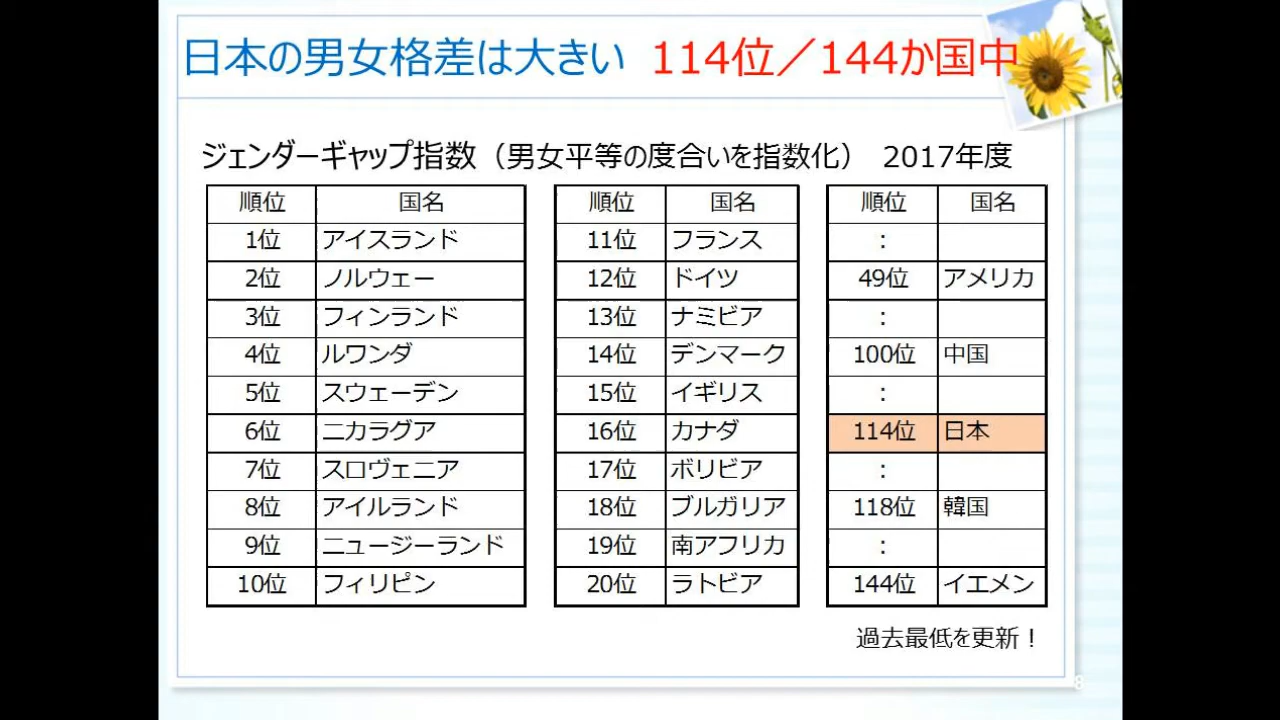 日本の男女格差は大きい 114位／144か国中
ジェンダーギャップ指数（男女平等の度合いを指数化） 2017年度
順位 国名 順位 国名 順位 国名
1位 アイスランド 11位 フランス :
2位 ノルウェー 12位 ドイツ 49位 アメリカ
3位 フィンランド 13位 ナミビア :
4位 ルワンダ 14位 デンマーク 100位 中国
5位 スウェーデン 15位 イギリス :
6位 ニカラグア 16位 カナダ 114位 日本
7位 スロヴェニア 17位 ボリビア :
8位 アイルランド 18位 ブルガリア 118位 韓国
9位 ニュージーランド 19位 南アフリカ :
10位 フィリピン 20位 ラトビア 144位 イエメン
過去最低を更新！
8